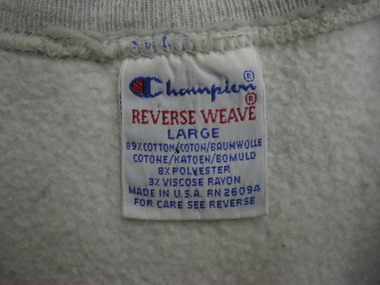 Champion®
REVERSE WEAVE®
LARGE
89% COTTON/COTON/BAUMWOLLE
COTONE/KATOEN/BOMULD
8% POLYESTER
3% VISCOSE RAYON
MADE IN U.S.A. RN 26094
FOR CARE SEE REVERSE